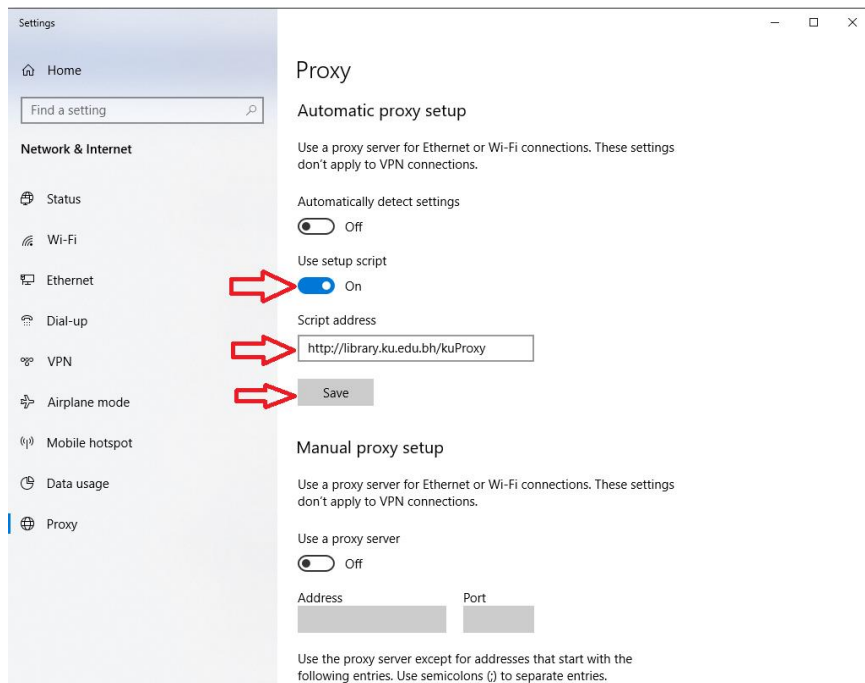 Settings
Home
Find a setting
Network & Internet
Status
Wi-Fi
Ethernet
Dial-up
VPN
Airplane mode
Mobile hotspot
Data usage
Proxy
Proxy
Automatic proxy setup
Use a proxy server for Ethernet or Wi-Fi connections. These settings
don't apply to VPN connections.
Automatically detect settings
Off
Use setup script
On
Script address
http://library.ku.edu.bh/kuProxy
Save
Manual proxy setup
Use a proxy server for Ethernet or Wi-Fi connections. These settings
don't apply to VPN connections.
Use a proxy server
Off
Address Port
Use the proxy server except for addresses that start with the
following entries. Use semicolons (;) to separate entries.